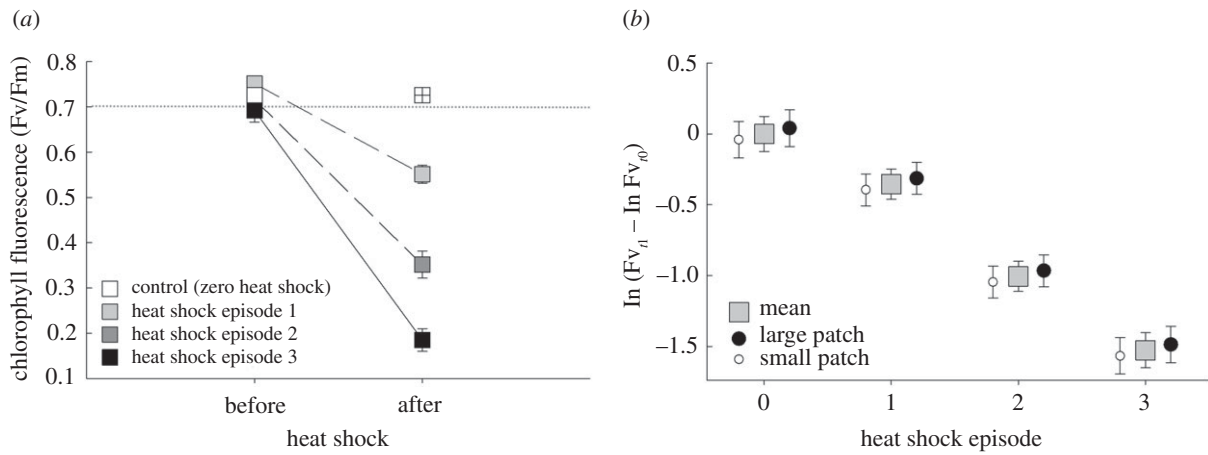 (a)
chlorophyll fluorescence (Fv/Fm)
0.8
0.7
0.6
0.5
0.4
0.3
0.2
0.1
control (zero heat shock)
heat shock episode 1
heat shock episode 2
heat shock episode 3
before
after
heat shock
(b)
ln (Fvt1 – ln Fvt0)
0.5
0
–0.5
–1.0
–1.5
mean
large patch
small patch
0
1
2
3
heat shock episode